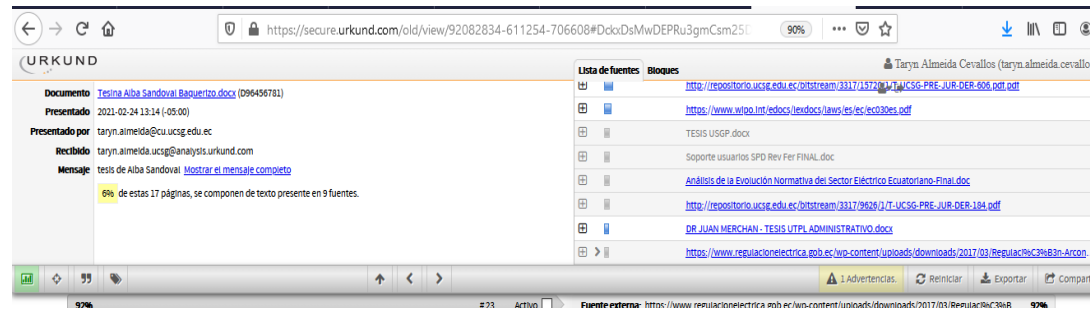 https://secure.urkund.com/old/view/92082834-611254-706608#DckxDsMwDEPRu3gmCsm25D
90%
URKUND
Documento Tesina Alba Sandoval Baquerizo.docx (D96456781)
Presentado 2021-02-24 13:14 (-05:00)
Presentado por taryn.almeida@cu.ucsg.edu.ec
Recibido taryn.almeida.ucsg@analysis.urkund.com
Mensaje tesis de Alba Sandoval Mostrar el mensaje completo
6% de estas 17 páginas, se componen de texto presente en 9 fuentes.
Lista de fuentes Bloques
Taryn Almeida Cevallos (taryn.almeida.cevallo
http://repositorio.ucsg.edu.ec/bitstream/3317/15720/1/T-UCSG-PRE-JUR-DER-606.pdf.pdf
https://www.wipo.int/edocs/lexdocs/laws/es/ec/ec030es.pdf
TESIS USGP.docx
Soporte usuarios SPD Rev Fer FINAL.doc
Análisis de la Evolución Normativa del Sector Eléctrico Ecuatoriano-Final.doc
http://repositorio.ucsg.edu.ec/bitstream/3317/9626/1/T-UCSG-PRE-JUR-DER-184.pdf
DR JUAN MERCHAN - TESIS UTPL ADMINISTRATIVO.docx
https://www.regulacionelectrica.gob.ec/wp-content/uploads/downloads/2017/03/Regulaci%C3%B3n-Arcon.
1 Advertencias. Reiniciar Exportar Compart
92% #23 Activo
Fuente externa: https://www.regulacionelectrica.gob.ec/wp-content/uploads/downloads/2017/03/Regulaci%C3%B 92%